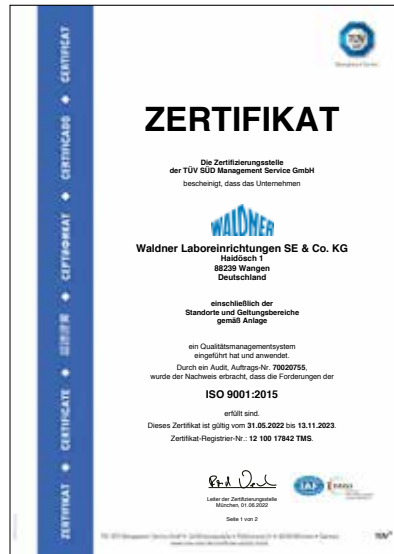 TÜV
ZERTIFIKAT
Die Zertifizierungsstelle
der TÜV SÜD Management Service GmbH
bescheinigt, dass das Unternehmen
WALDNER
Waldner Laboreinrichtungen SE & Co. KG
Haidösch 1
88239 Wangen
Deutschland
einschließlich der
Standorte und Geltungsbereiche
gemäß Anlage
ein Qualitätsmanagementsystem
eingeführt hat und anwendet.
Durch ein Audit, Auftrags-Nr. 70020755,
wurde der Nachweis erbracht, dass die Forderungen der
ISO 9001:2015
erfüllt sind.
Dieses Zertifikat ist gültig vom 31.05.2022 bis 13.11.2023.
Zertifikat-Registrier-Nr.: 12 100 17842 TMS.
Leiter der Zertifizierungsstelle
München, 01.06.2022
IAF
Seite 1 von 2
TÜV®
ZERTIFIKAT ◆ CERTIFICATE ◆ ◆ СЕРТИФИКАТ ◆ CERTIFICADO ◆ CERTIFICAT